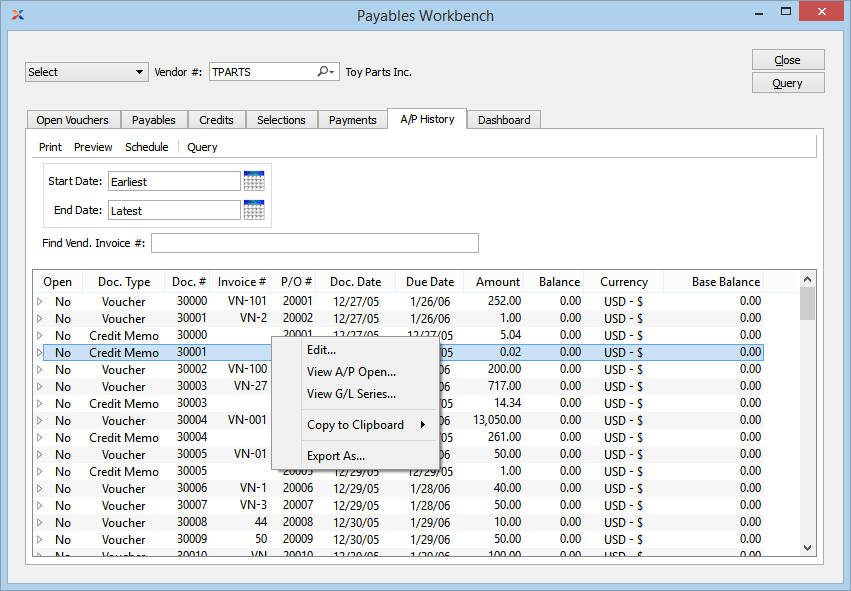 Payables Workbench
Select Vendor #: TPARTS Toy Parts Inc. Close
Query
Open Vouchers Payables Credits Selections Payments A/P History Dashboard
Print Preview Schedule Query
Start Date: Earliest
End Date: Latest
Find Vend. Invoice #:
Open Doc. Type Doc. # Invoice # P/O # Doc. Date Due Date Amount Balance Currency Base Balance
No Voucher 30000 VN-101 20001 12/27/05 1/26/06 252.00 0.00 USD - $ 0.00
No Voucher 30001 VN-2 20002 12/27/05 1/26/06 1.00 0.00 USD - $ 0.00
No Credit Memo 30000 20001 12/27/05 12/27/05 5.04 0.00 USD - $ 0.00
No Credit Memo 30001 05 0.02 0.00 USD - $ 0.00
No Voucher 30002 VN-100 06 200.00 0.00 USD - $ 0.00
No Voucher 30003 VN-27 06 717.00 0.00 USD - $ 0.00
No Credit Memo 30003 05 14.34 0.00 USD - $ 0.00
No Voucher 30004 VN-001 06 13,050.00 0.00 USD - $ 0.00
No Credit Memo 30004 05 261.00 0.00 USD - $ 0.00
No Voucher 30005 VN-01 06 50.00 0.00 USD - $ 0.00
No Credit Memo 30005 20005 12/29/05 12/29/05 1.00 0.00 USD - $ 0.00
No Voucher 30006 VN-1 20006 12/29/05 1/28/06 40.00 0.00 USD - $ 0.00
No Voucher 30007 VN-3 20007 12/29/05 1/28/06 50.00 0.00 USD - $ 0.00
No Voucher 30008 44 20008 12/30/05 1/29/06 10.00 0.00 USD - $ 0.00
No Voucher 30009 50 20009 12/30/05 1/29/06 50.00 0.00 USD - $ 0.00
No Voucher 30010 VN 20010 12/30/05 1/29/06 100.00 0.00 USD - $ 0.00
Edit...
View A/P Open...
View G/L Series...
Copy to Clipboard
Export As...